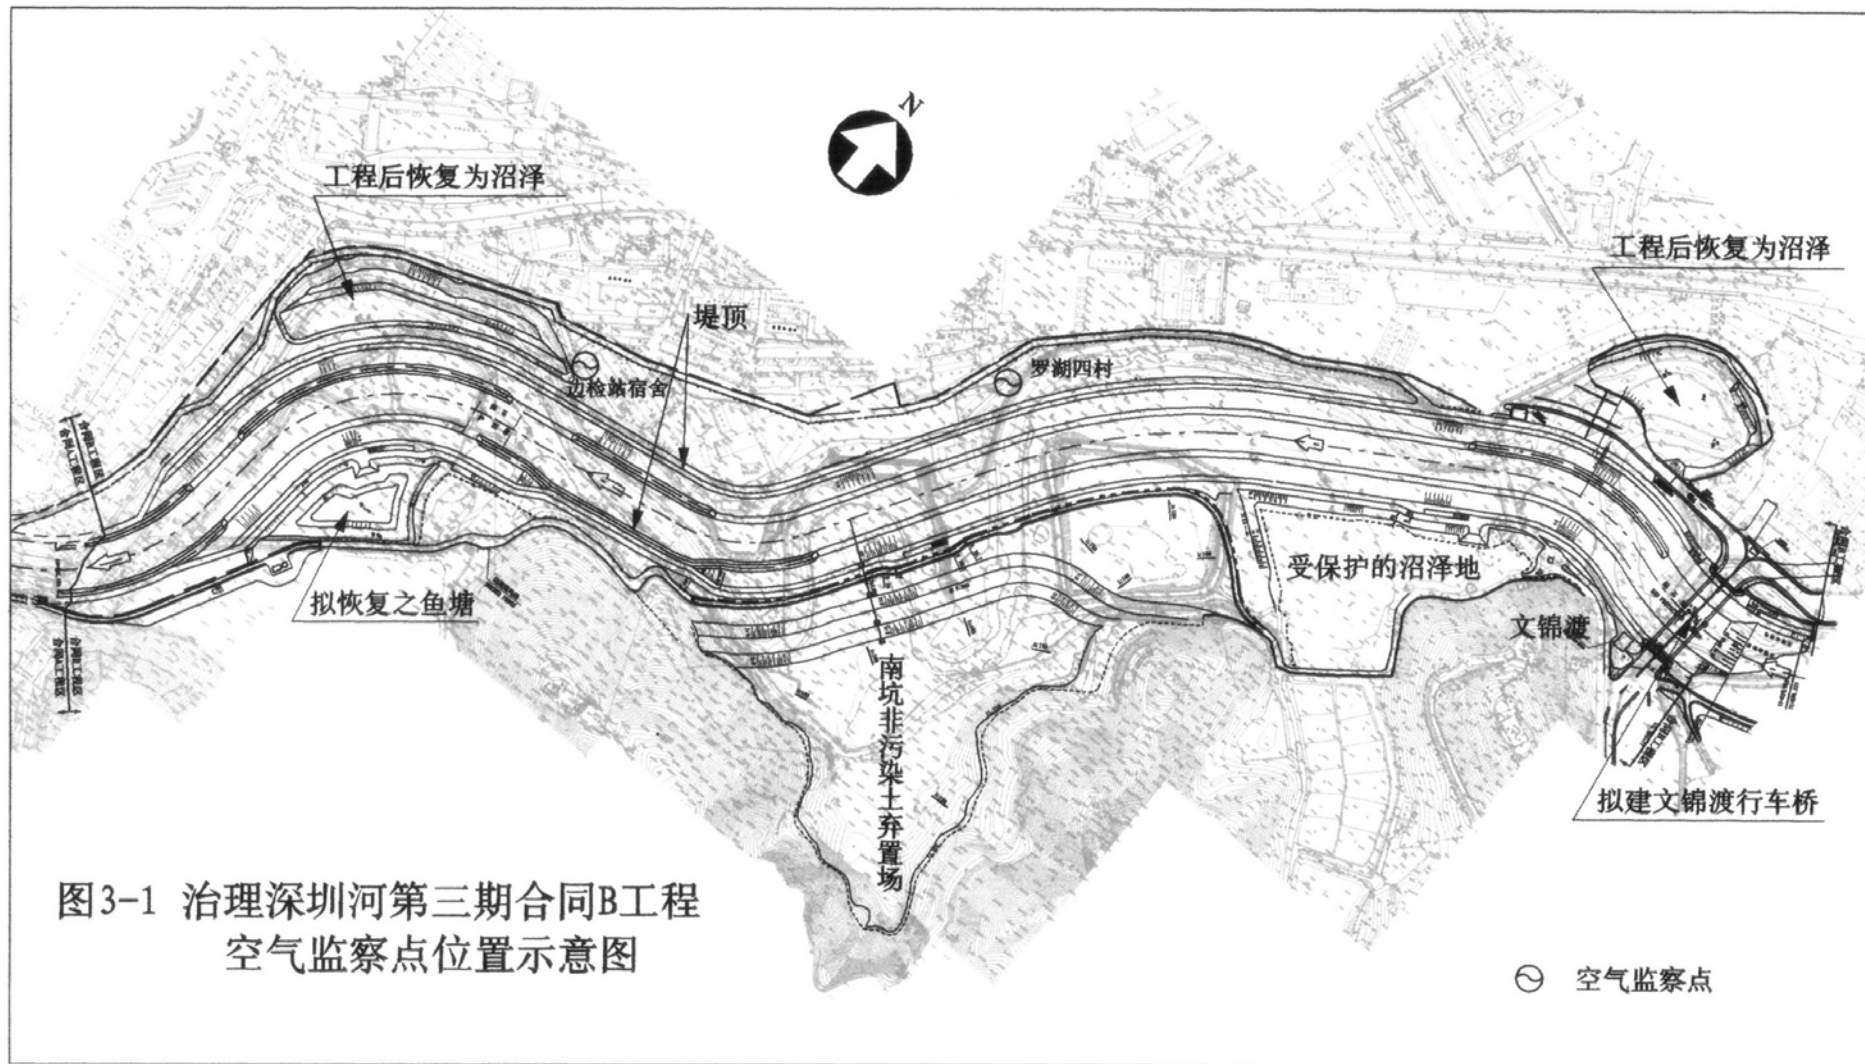 N
工程后恢复为沼泽
工程后恢复为沼泽
堤顶
罗湖四村
边检站宿舍
受保护的沼泽地
拟恢复之鱼塘
文锦渡
南坑非污染土弃置场
拟建文锦渡行车桥
图3-1 治理深圳河第三期合同B工程
空气监察点位置示意图
空气监察点